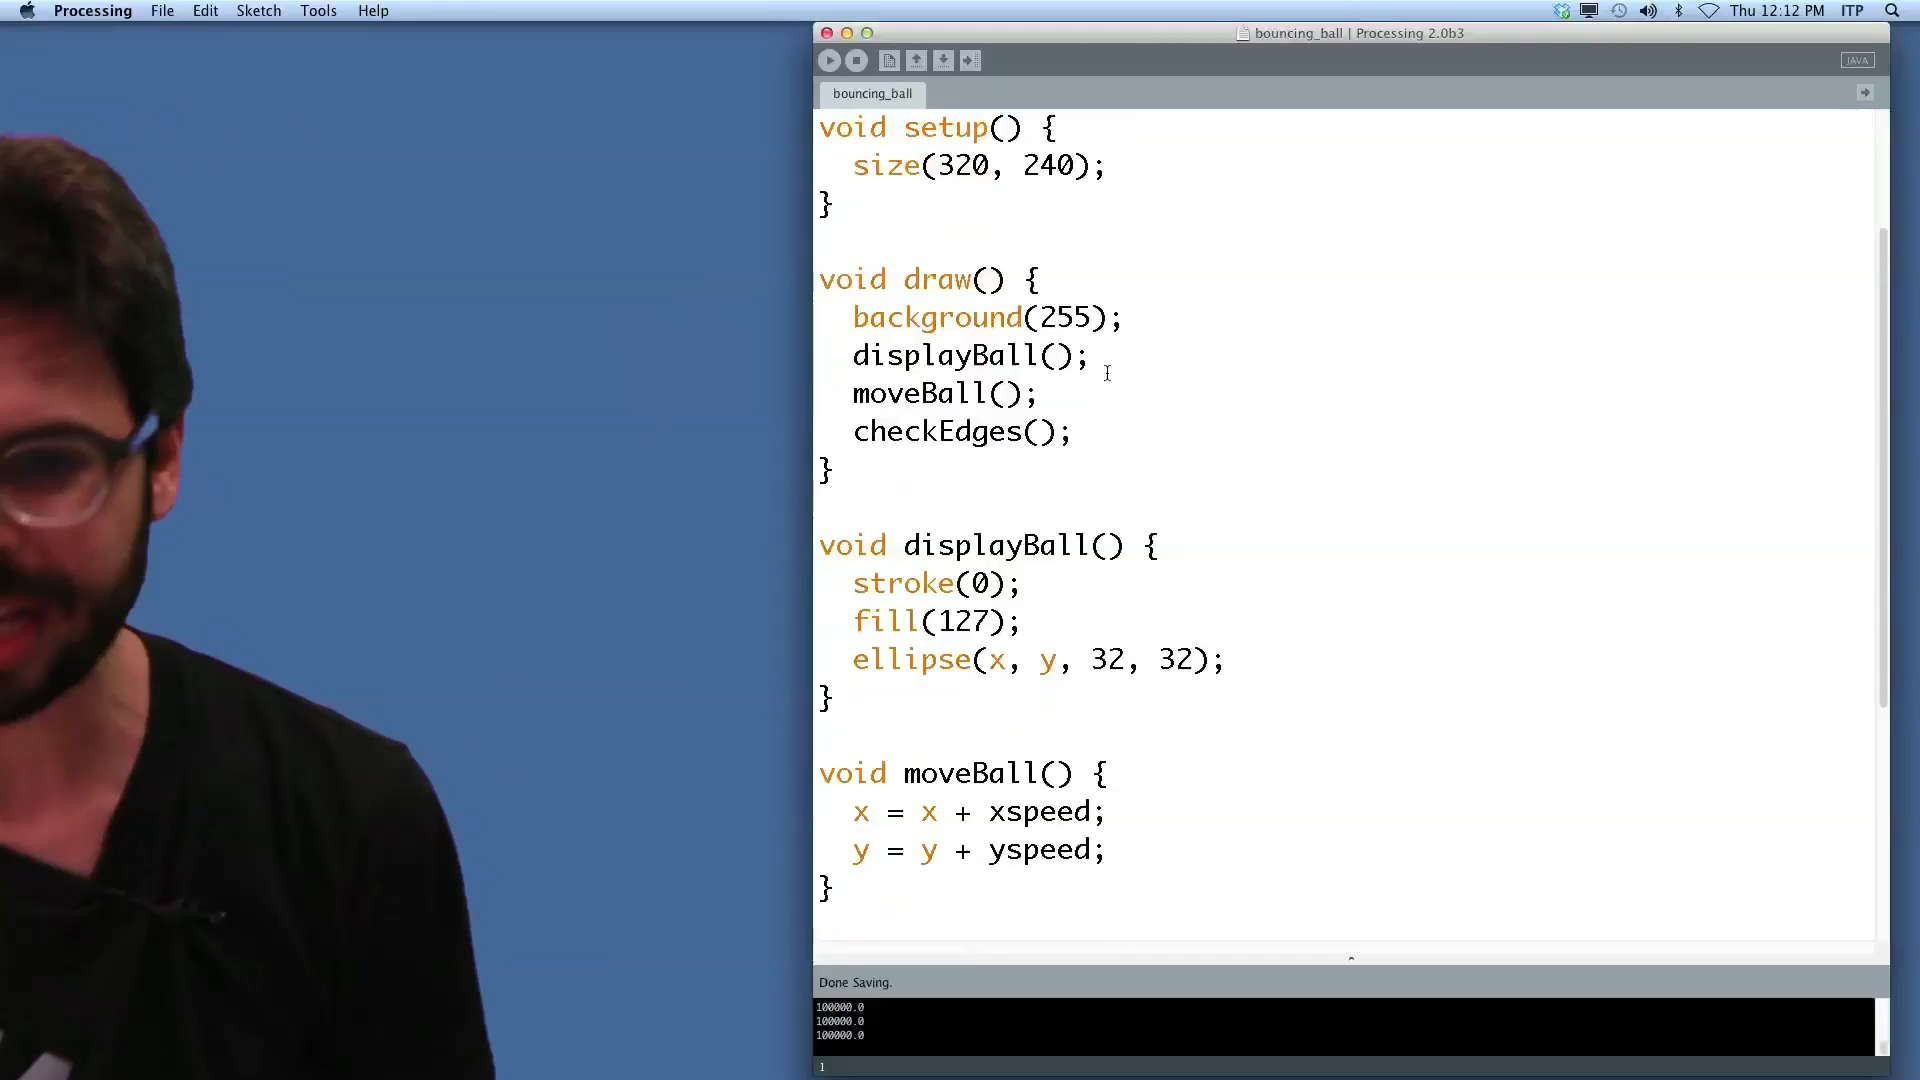 Processing File Edit Sketch Tools Help
Thu 12:12 PM ITP
bouncing_ball | Processing 2.0b3
JAVA
bouncing_ball
void setup() {
  size(320, 240);
}
void draw() {
  background(255);
  displayBall();
  moveBall();
  checkEdges();
}
void displayBall() {
  stroke(0);
  fill(127);
  ellipse(x, y, 32, 32);
}
void moveBall() {
  x = x + xspeed;
  y = y + yspeed;
}
Done Saving.
100000.0
100000.0
100000.0
1